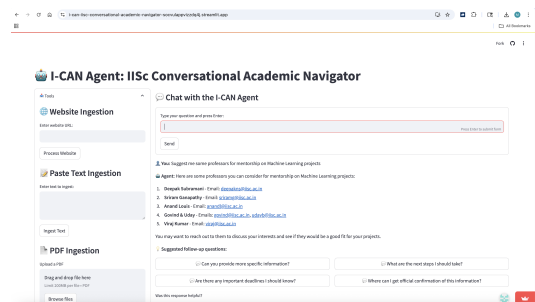 i-can-iisc-conversational-academic-navigator-socnulappvizydq4j.streamlit.app
All Bookmarks
Fork
I-CAN Agent: IISc Conversational Academic Navigator
Tools
Website Ingestion
Enter website URL:
Process Website
Paste Text Ingestion
Enter text to ingest:
Ingest Text
PDF Ingestion
Upload a PDF
Drag and drop file here
Limit 200MB per file • PDF
Browse files
Chat with the I-CAN Agent
Type your question and press Enter:
Press Enter to submit form
Send
You: Suggest me some professors for mentorship on Machine Learning projects
Agent: Here are some professors you can consider for mentorship on Machine Learning projects:
1. Deepak Subramani - Email: deepakns@iisc.ac.in
2. Sriram Ganapathy - Email: sriramg@iisc.ac.in
3. Anand Louis - Email: anandl@iisc.ac.in
4. Govind & Uday - Emails: govind@iisc.ac.in, udayb@iisc.ac.in
5. Viraj Kumar - Email: viraj@iisc.ac.in
You may want to reach out to them to discuss your interests and see if they would be a good fit for your projects.
Suggested follow-up questions:
Can you provide more specific information?
What are the next steps I should take?
Are there any important deadlines I should know?
Where can I get official confirmation of this information?
Was this response helpful?